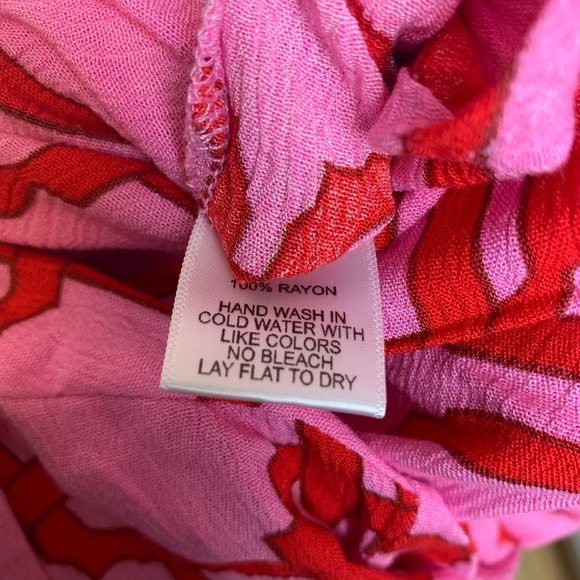 100% RAYON
HAND WASH IN
COLD WATER WITH
LIKE COLORS
NO BLEACH
LAY FLAT TO DRY